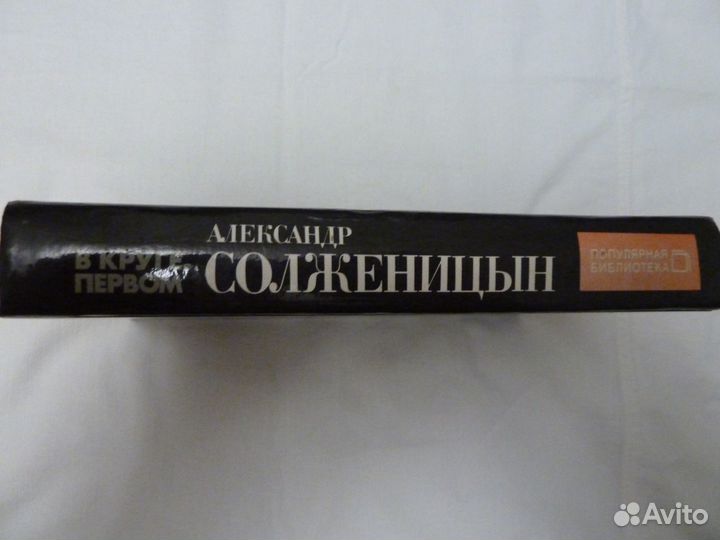 В КРУГЕ
ПЕРВОМ
АЛЕКСАНДР
СОЛЖЕНИЦЫН
ПОПУЛЯРНАЯ
БИБЛИОТЕКА
Avito